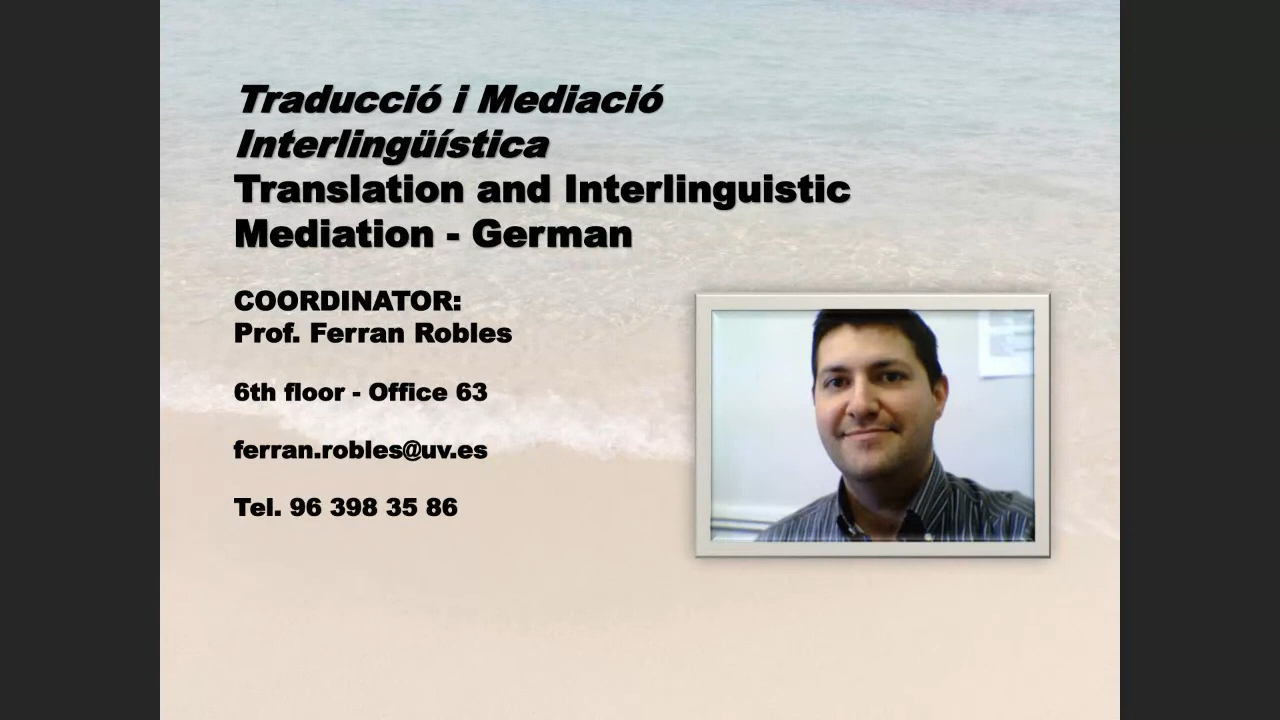 Traducció i Mediació
Interlingüística
Translation and Interlinguistic
Mediation - German
COORDINATOR:
Prof. Ferran Robles
6th floor - Office 63
ferran.robles@uv.es
Tel. 96 398 35 86